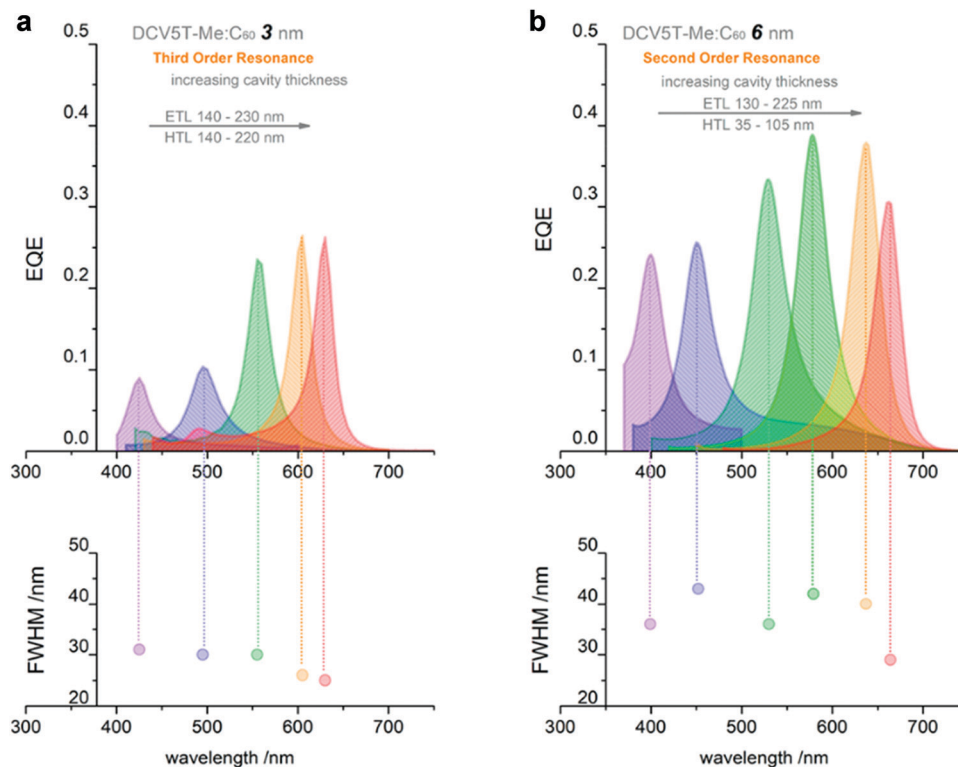 a
DCV5T-Me:C₆₀ 3 nm
Third Order Resonance
increasing cavity thickness
ETL 140 - 230 nm
HTL 140 - 220 nm
EQE
0.5
0.4
0.3
0.2
0.1
0.0
300 400 500 600 700
FWHM /nm
50
40
30
20
300 400 500 600 700
wavelength /nm
b
DCV5T-Me:C₆₀ 6 nm
Second Order Resonance
increasing cavity thickness
ETL 130 - 225 nm
HTL 35 - 105 nm
EQE
0.5
0.4
0.3
0.2
0.1
0.0
300 400 500 600 700
FWHM /nm
50
40
30
20
300 400 500 600 700
wavelength /nm